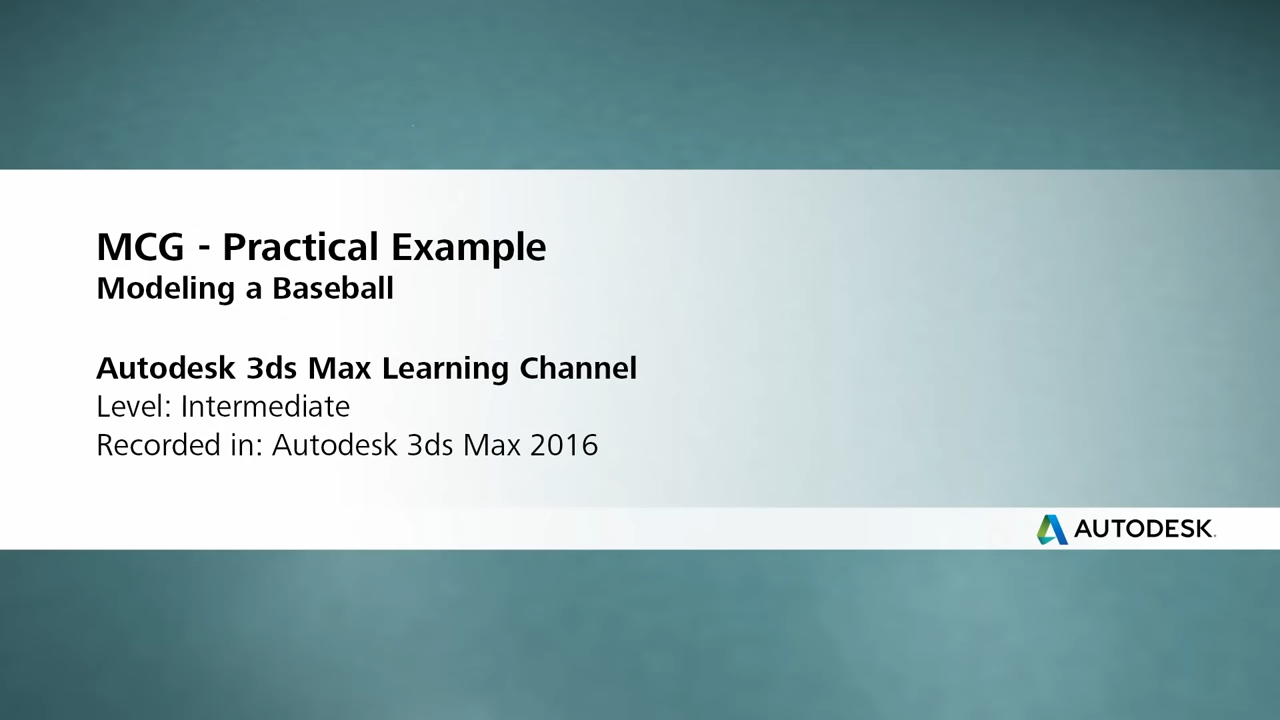 MCG - Practical Example
Modeling a Baseball
Autodesk 3ds Max Learning Channel
Level: Intermediate
Recorded in: Autodesk 3ds Max 2016
AUTODESK.